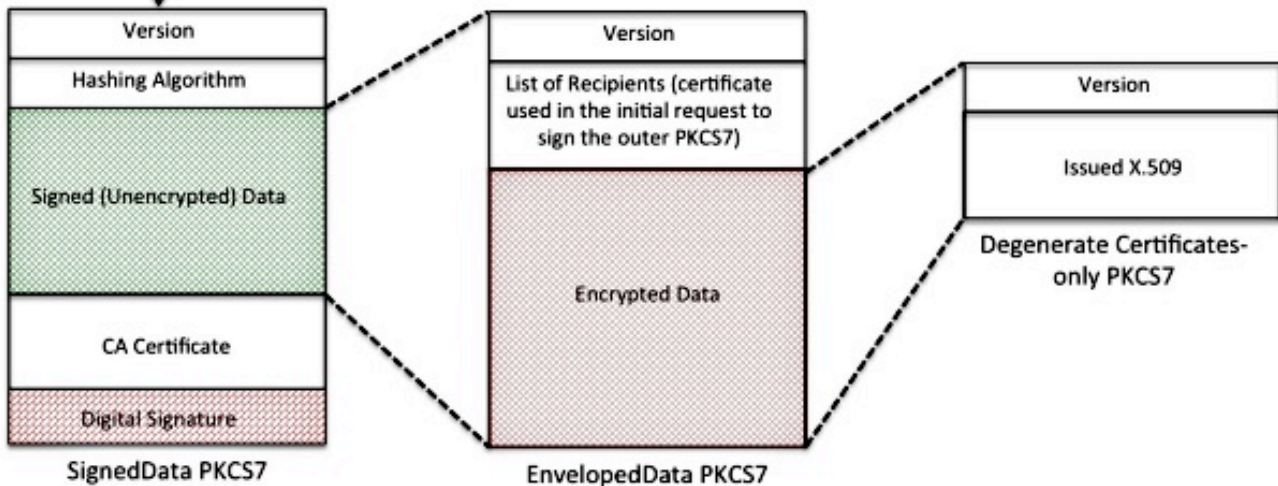 Version
Hashing Algorithm
Signed (Unencrypted) Data
CA Certificate
Digital Signature
SignedData PKCS7
Version
List of Recipients (certificate
used in the initial request to
sign the outer PKCS7)
Encrypted Data
EnvelopedData PKCS7
Version
Issued X.509
Degenerate Certificates-
only PKCS7